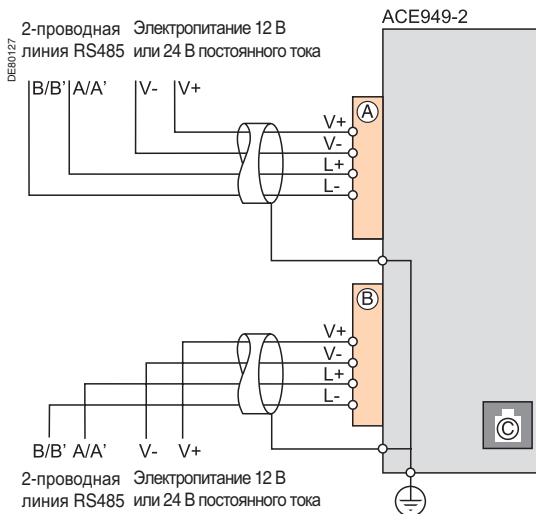 ACE949-2
DE80127
2-проводная Электропитание 12 В
линия RS485 или 24 В постоянного тока
B/B' A/A' V- V+
A
V+
V-
L+
L-
B
V+
V-
L+
L-
C
B/B' A/A' V- V+
2-проводная Электропитание 12 В
линия RS485 или 24 В постоянного тока